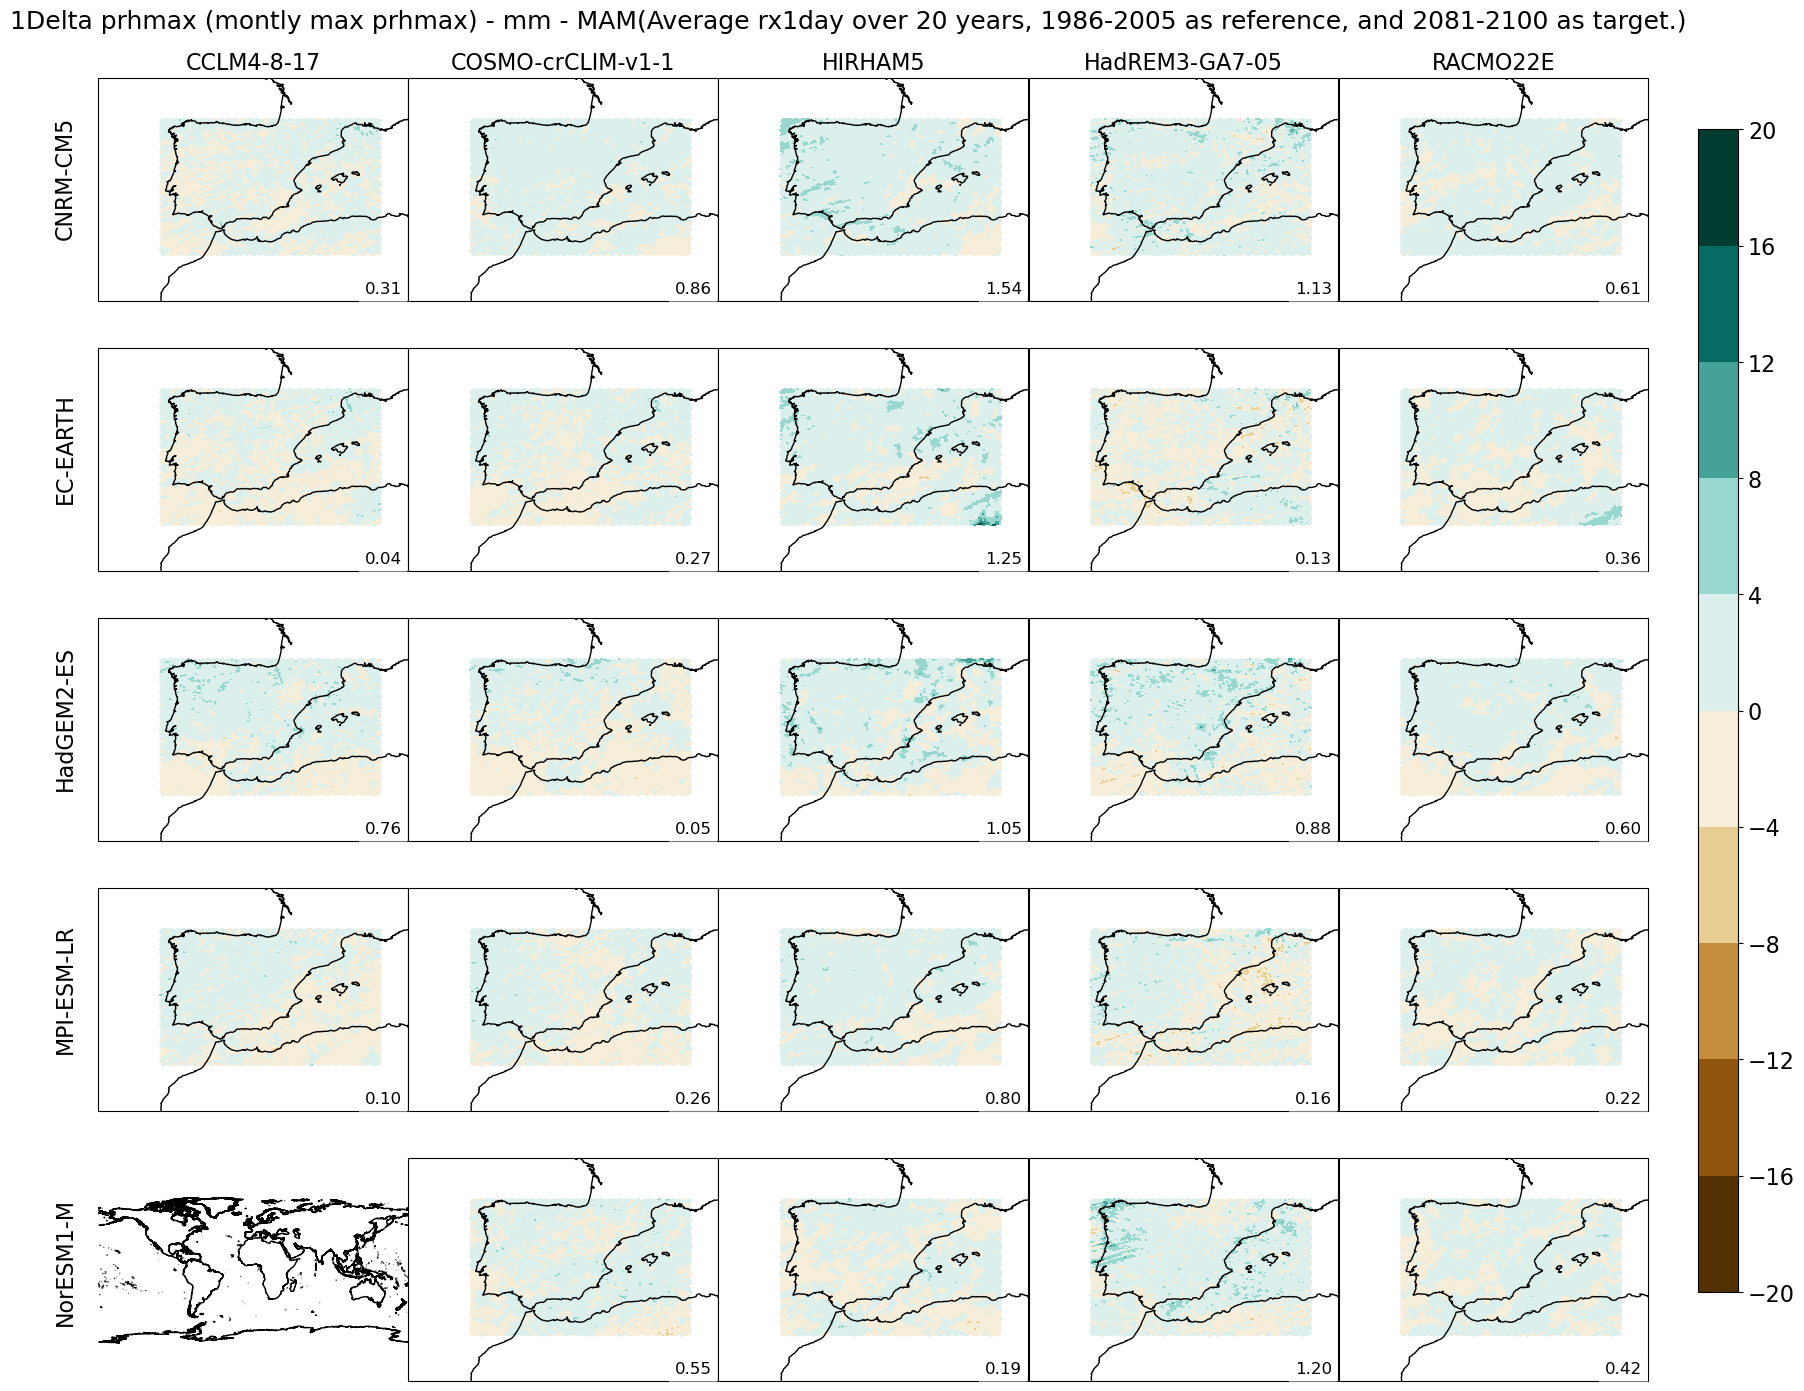 1Delta prhmax (montly max prhmax) - mm - MAM(Average rx1day over 20 years, 1986-2005 as reference, and 2081-2100 as target.)
CCLM4-8-17 COSMO-crCLIM-v1-1 HIRHAM5 HadREM3-GA7-05 RACMO22E
CNRM-CM5
0.31 0.86 1.54 1.13 0.61
EC-EARTH
0.04 0.27 1.25 0.13 0.36
HadGEM2-ES
0.76 0.05 1.05 0.88 0.60
MPI-ESM-LR
0.10 0.26 0.80 0.16 0.22
NorESM1-M
0.55 0.19 1.20 0.42
20
16
12
8
4
0
−4
−8
−12
−16
−20